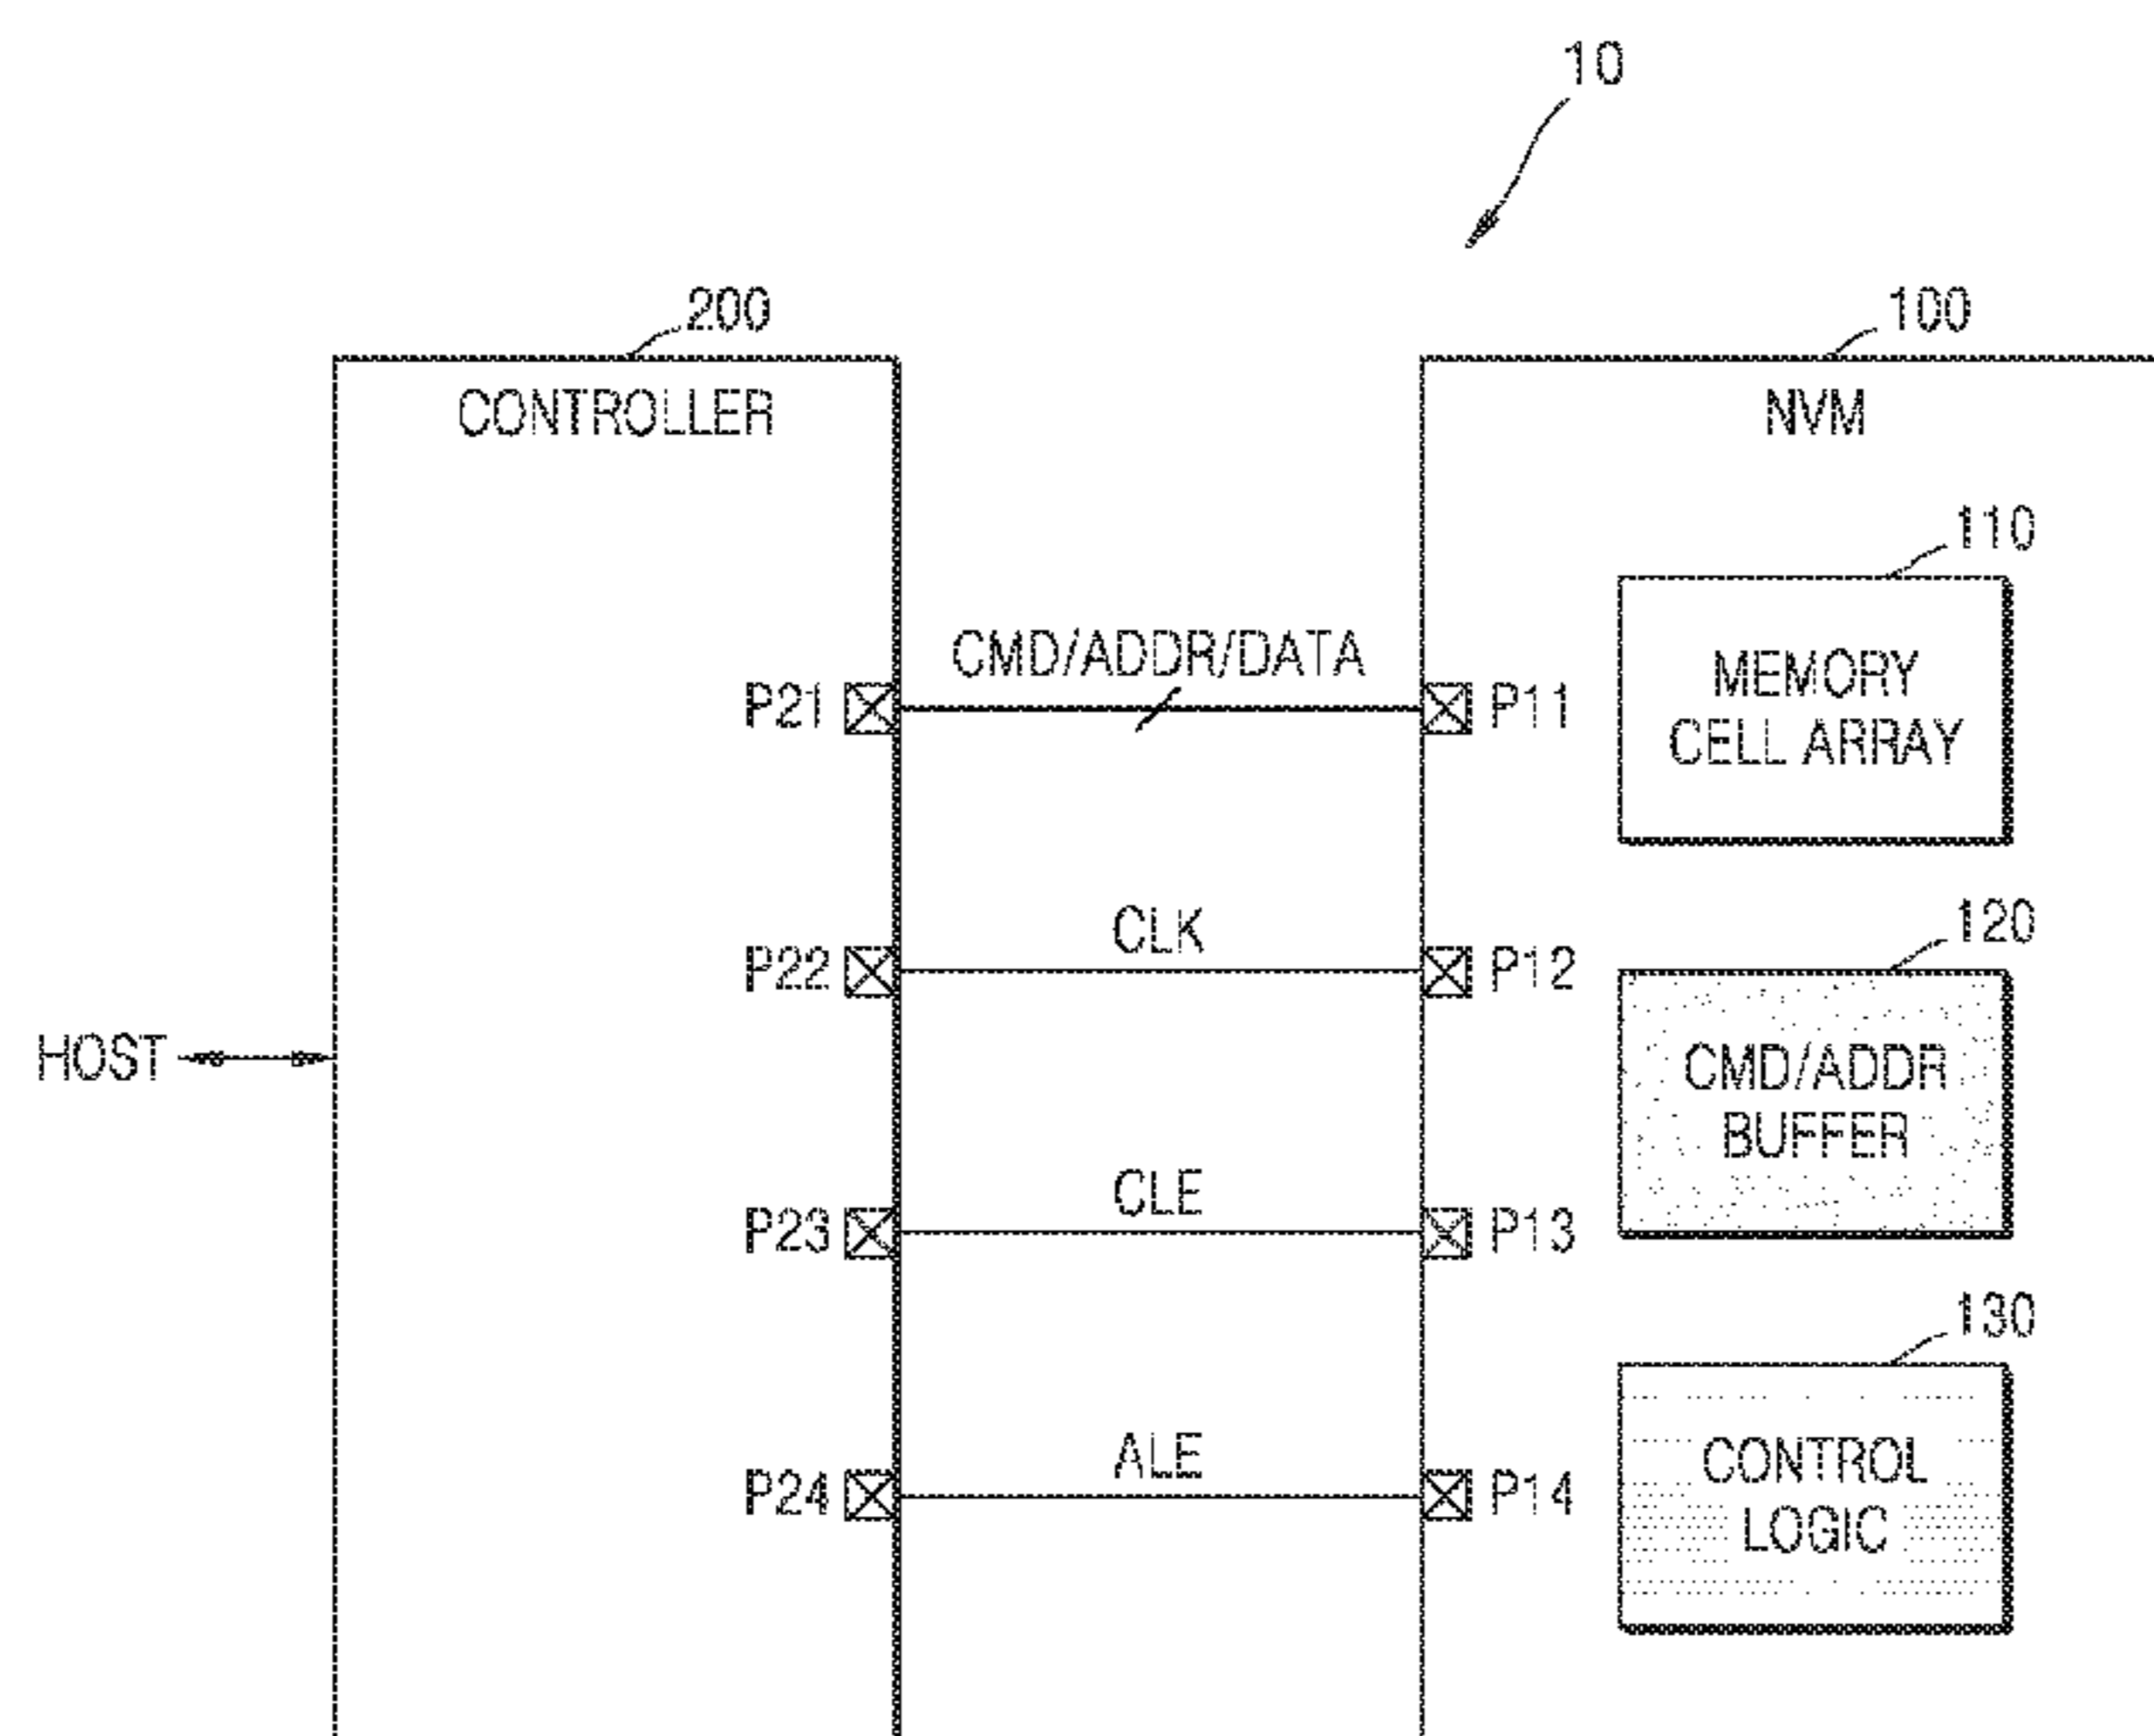 10
200
100
CONTROLLER
NVM
110
MEMORY
CELL ARRAY
CMD/ADDR/DATA
P21
P11
CLK
P22
P12
120
CMD/ADDR
BUFFER
HOST
CLE
P23
P13
130
CONTROL
LOGIC
ALE
P24
P14